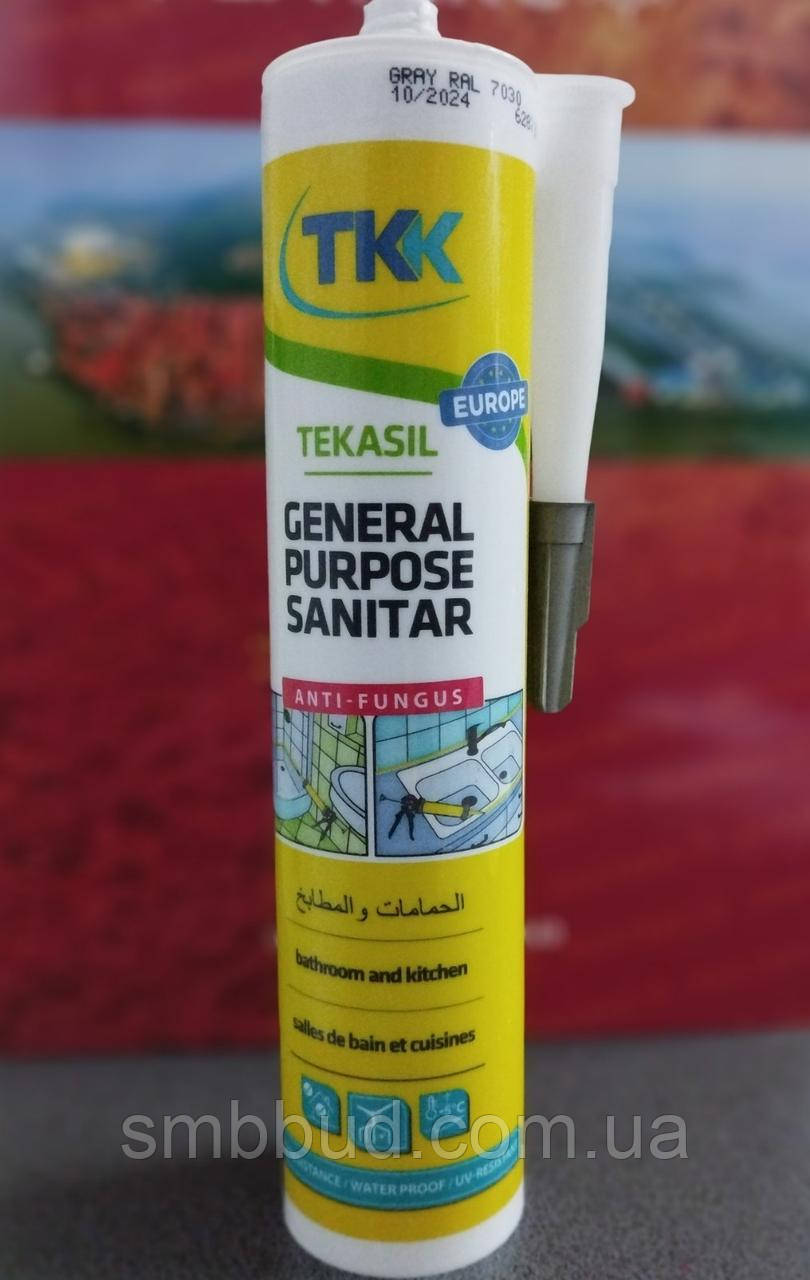 GRAY RAL 7030
10/2024
TKK
EUROPE
TEKASIL
GENERAL
PURPOSE
SANITAR
ANTI-FUNGUS
الحمامات و المطابخ
bathroom and kitchen
salles de bain et cuisines
-5°C
smbbud.com.ua
/ WATER PROOF /